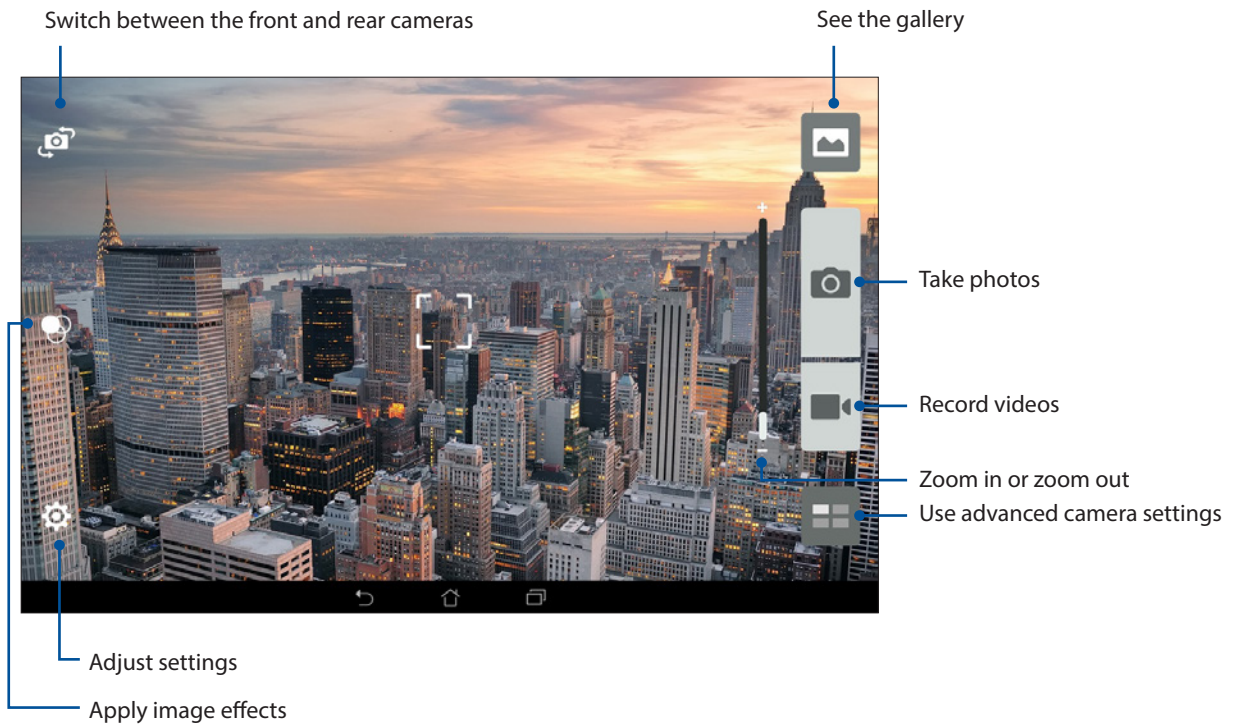 Switch between the front and rear cameras
See the gallery
Take photos
Record videos
Zoom in or zoom out
Use advanced camera settings
Adjust settings
Apply image effects